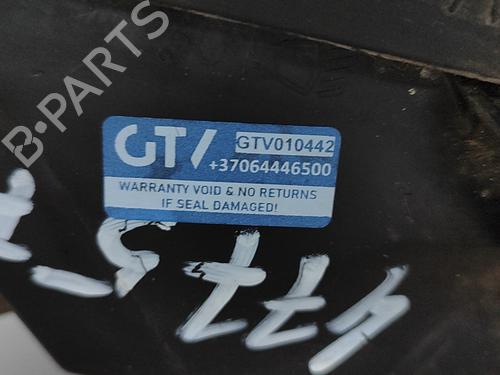 B-PARTS
GTV
GTV010442
+37064446500
WARRANTY VOID & NO RETURNS
IF SEAL DAMAGED!